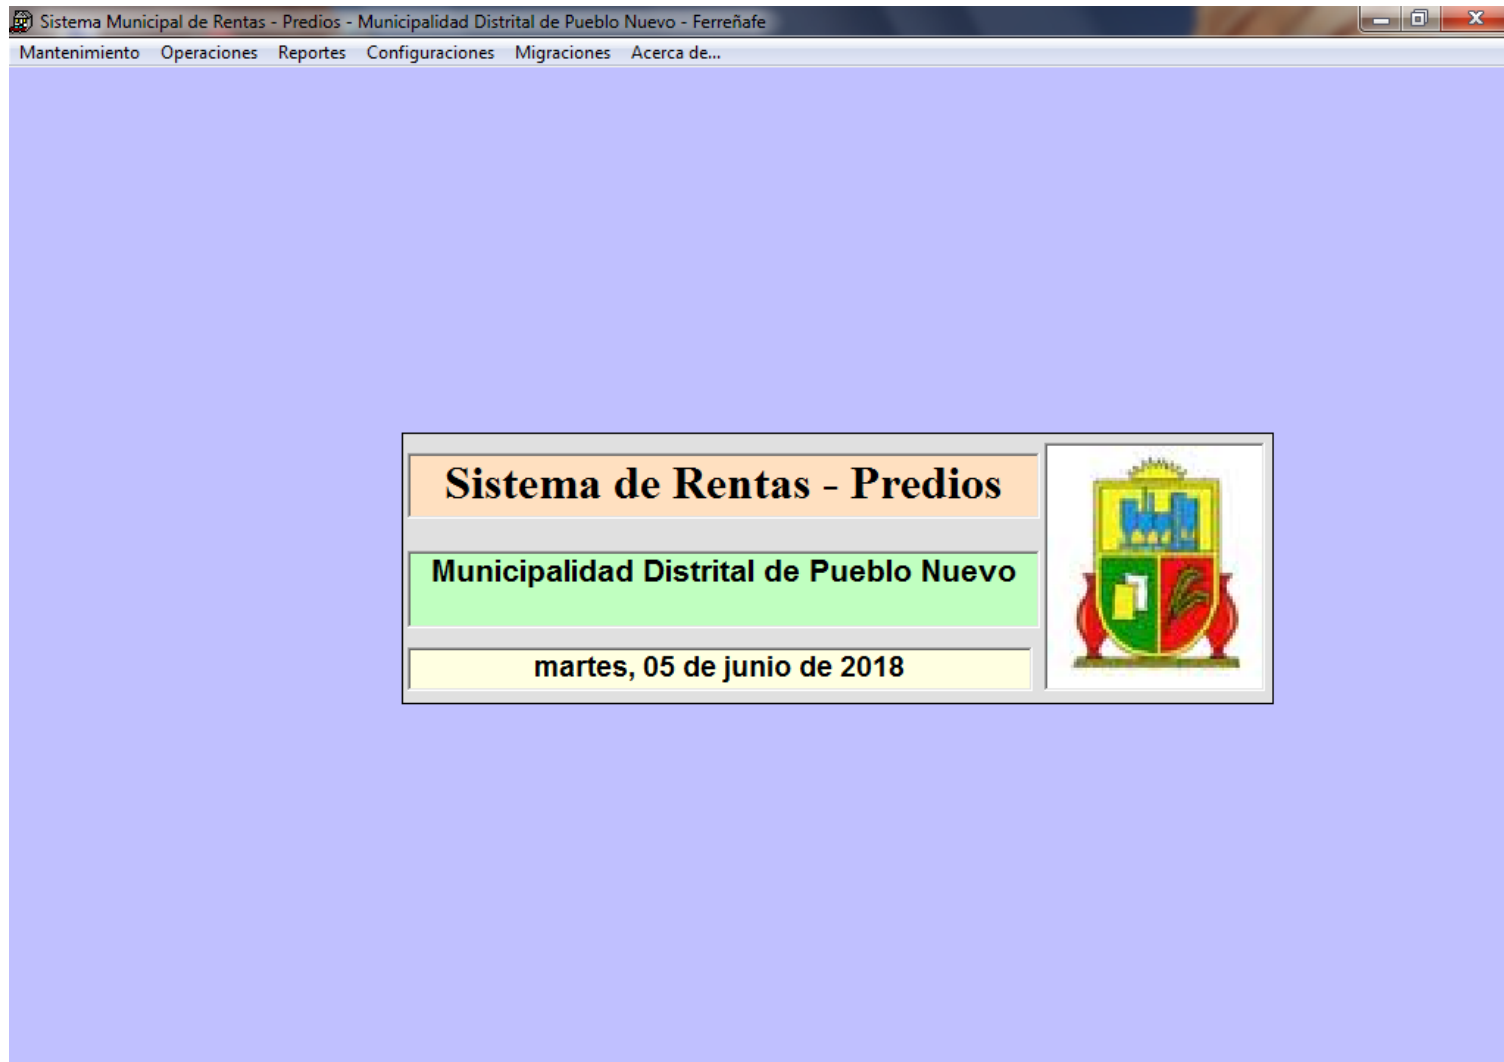 Sistema Municipal de Rentas - Predios - Municipalidad Distrital de Pueblo Nuevo - Ferreñafe
Mantenimiento Operaciones Reportes Configuraciones Migraciones Acerca de...
Sistema de Rentas - Predios
Municipalidad Distrital de Pueblo Nuevo
martes, 05 de junio de 2018